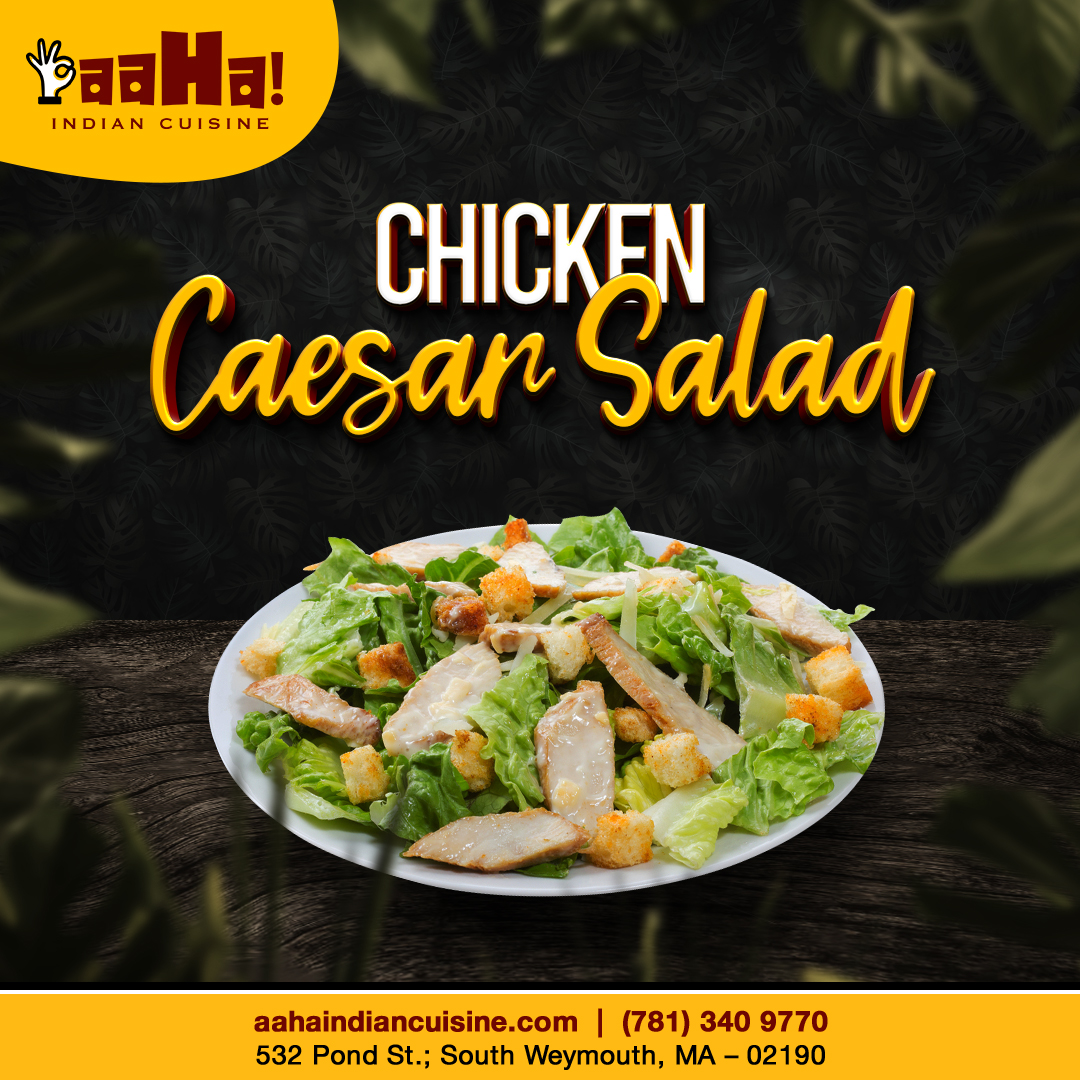 aaHa!
INDIAN CUISINE
CHICKEN
Caesar Salad
aahaindiancuisine.com | (781) 340 9770
532 Pond St.; South Weymouth, MA – 02190